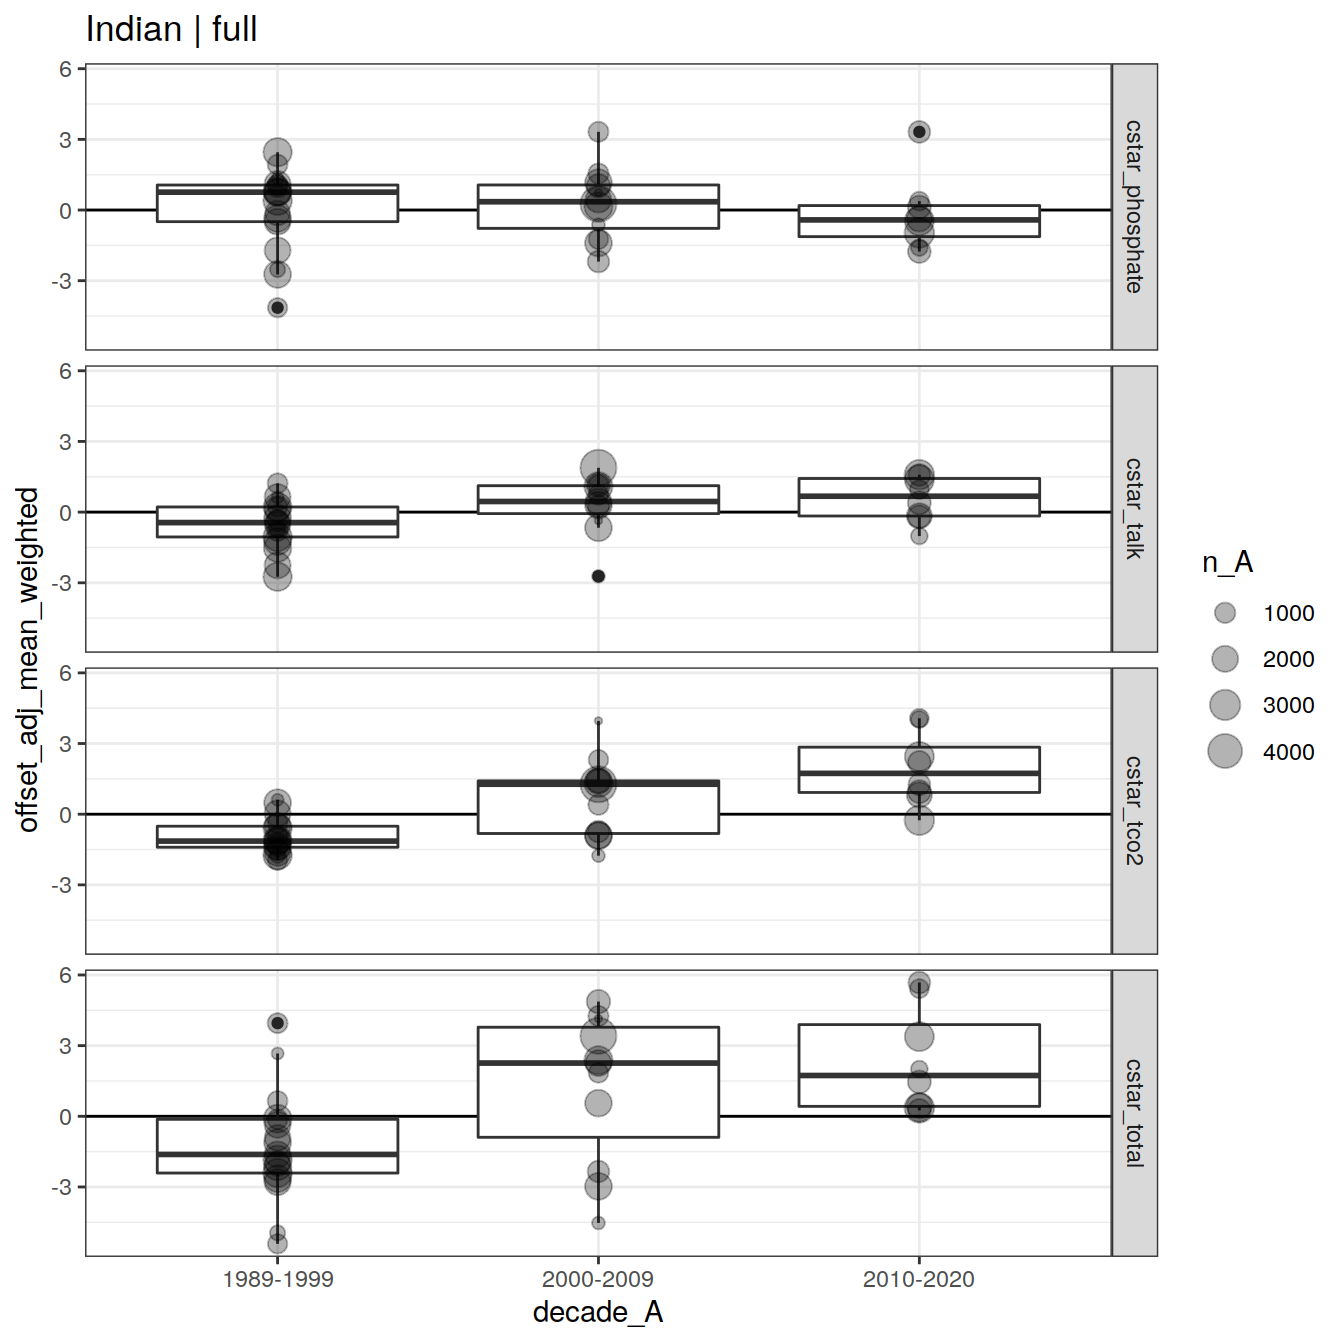 Indian | full
6
3
0
-3
cstar_phosphate
6
3
0
-3
cstar_talk
6
3
0
-3
cstar_tco2
6
3
0
-3
cstar_total
offset_adj_mean_weighted
1989-1999
2000-2009
2010-2020
decade_A
n_A
1000
2000
3000
4000